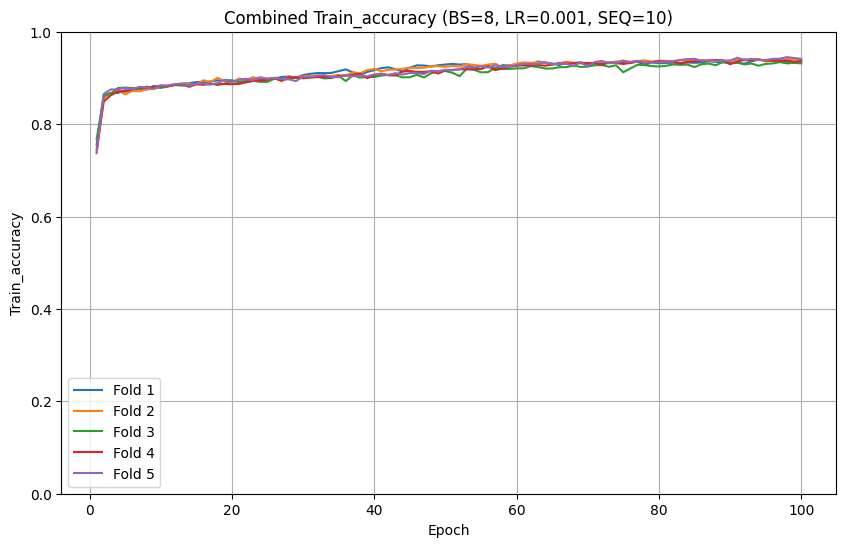 Combined Train_accuracy (BS=8, LR=0.001, SEQ=10)
Train_accuracy
1.0
0.8
0.6
0.4
0.2
0.0
Fold 1
Fold 2
Fold 3
Fold 4
Fold 5
0 20 40 60 80 100
Epoch